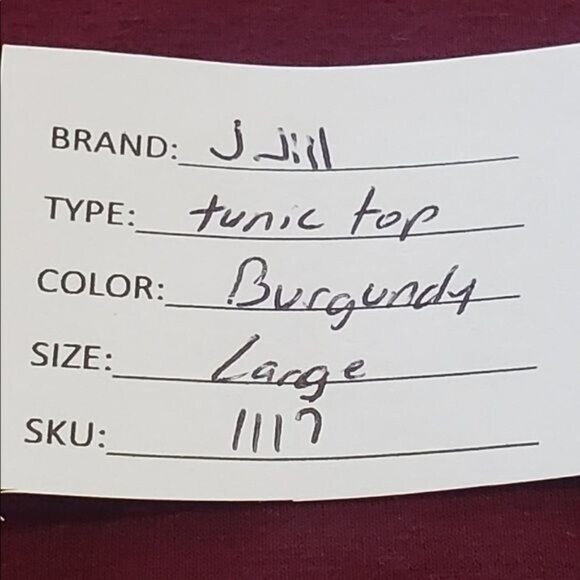 BRAND: J Jill
TYPE: tunic top
COLOR: Burgundy
SIZE: Large
SKU: 1117